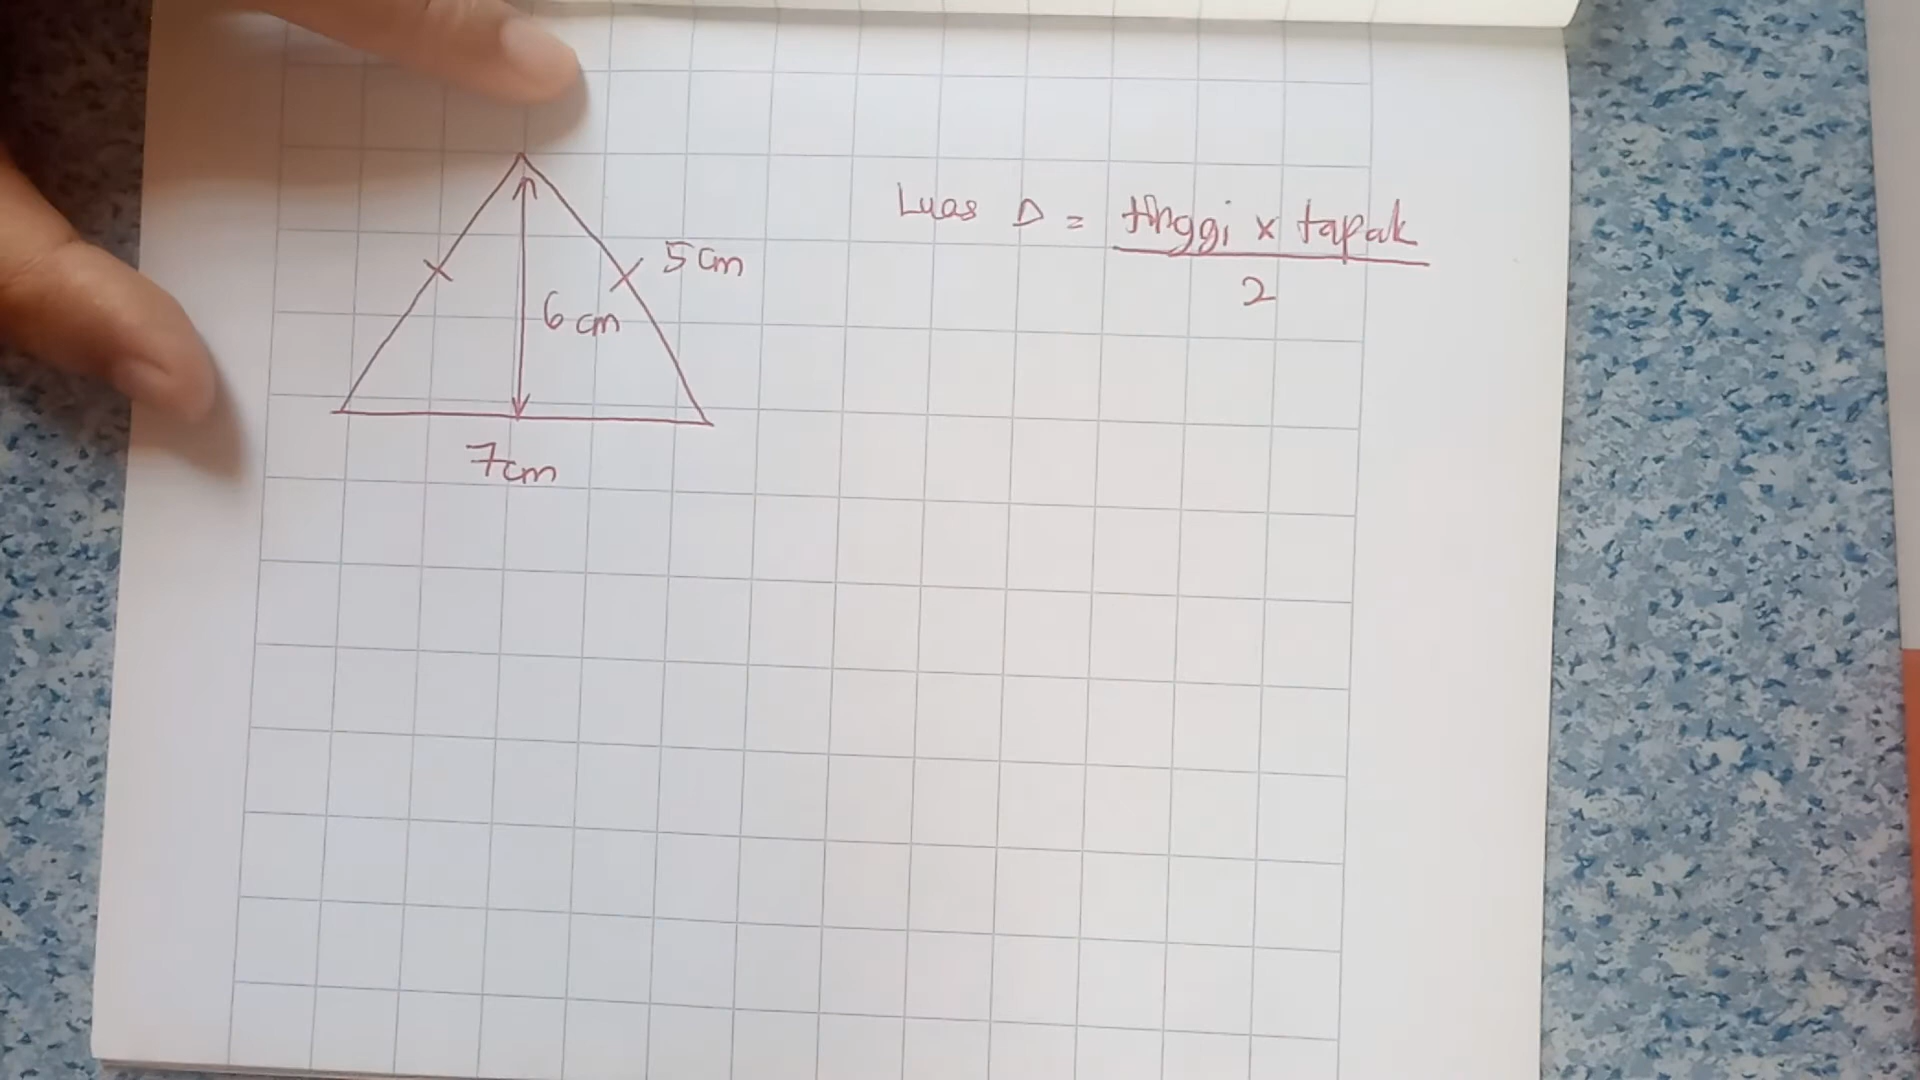 5 cm
6 cm
7cm
Luas Δ = tinggi x tapak
2